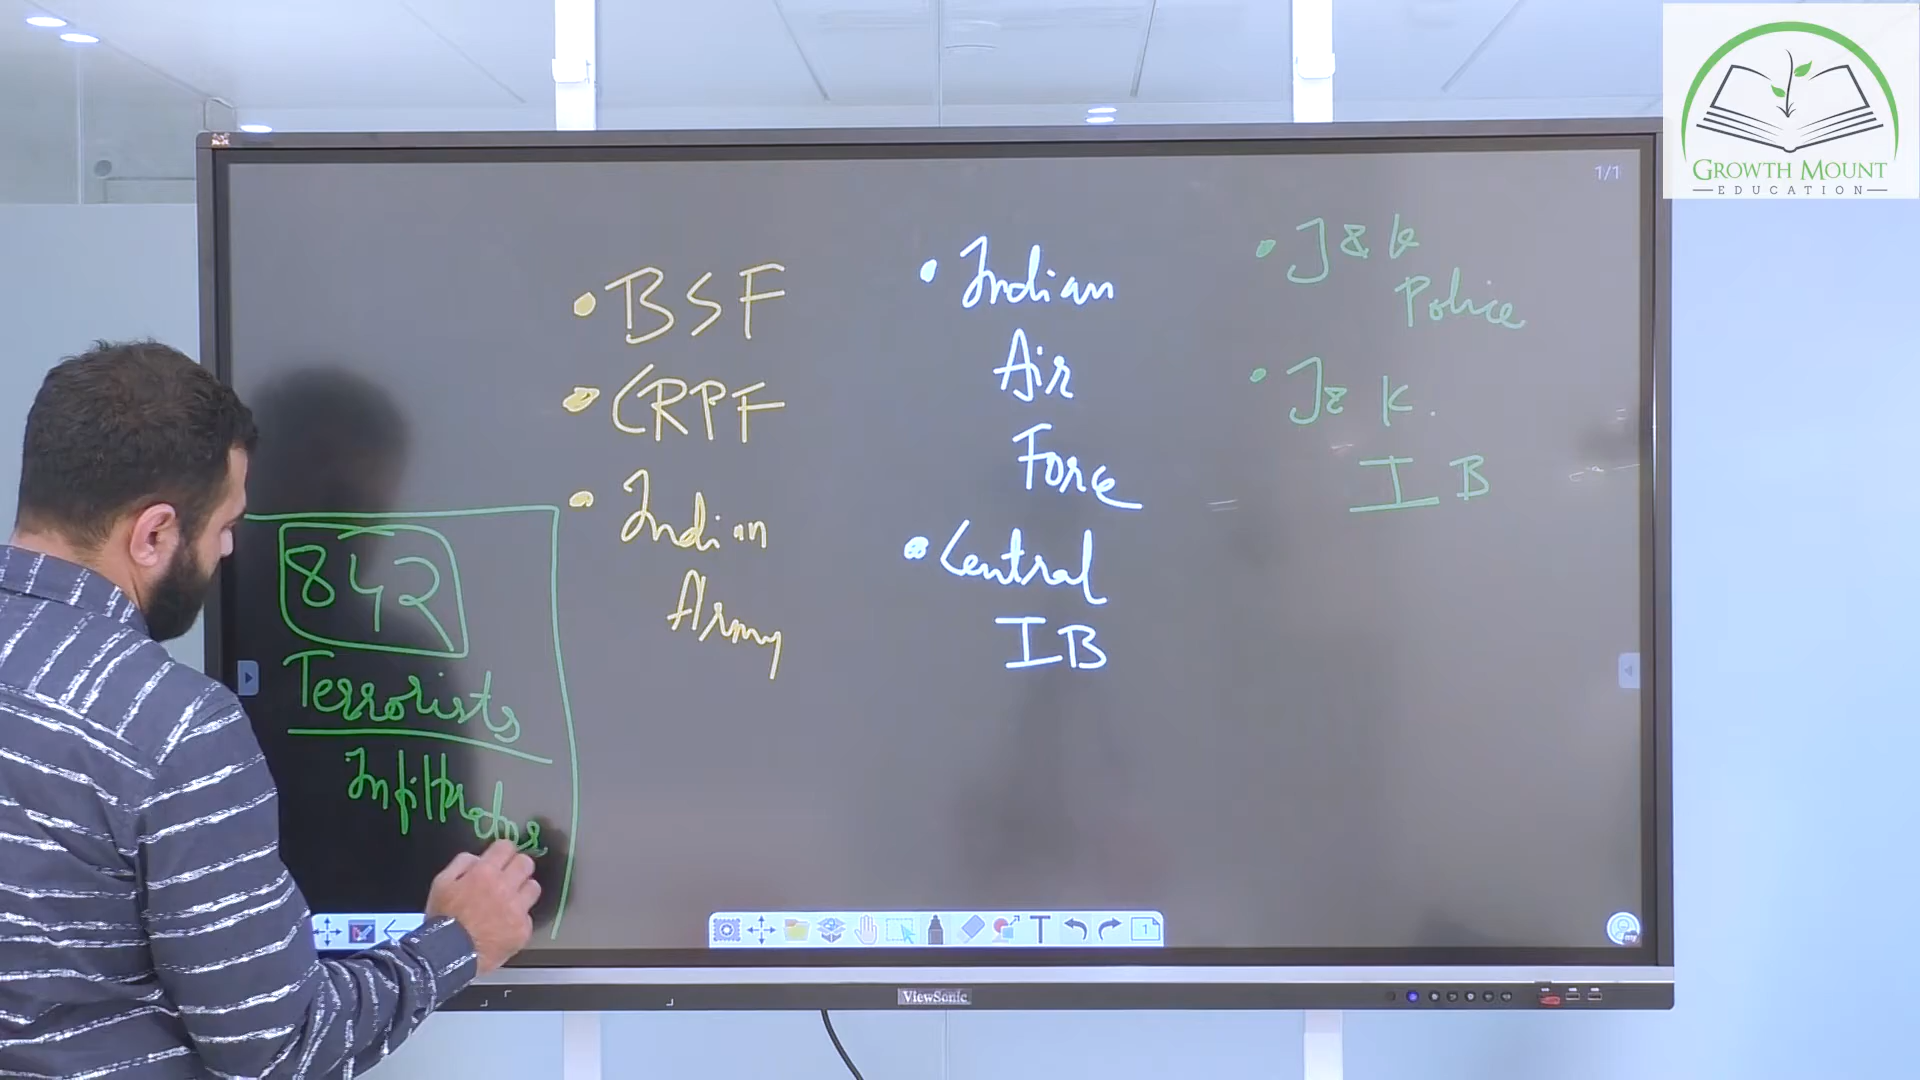 GROWTH MOUNT
EDUCATION
1/1
• BSF
• CRPF
• Indian
Army
• Indian
Air
Force
• Central
IB
• J & K
Police
• J & K.
IB
842
Terrorists
Infiltrators
T
1
ViewSonic